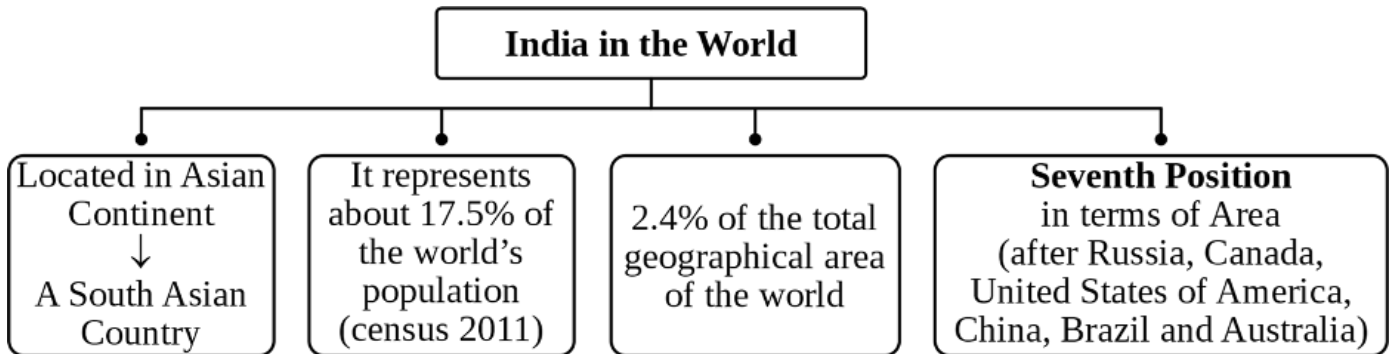 India in the World
Located in Asian
Continent
↓
A South Asian
Country
It represents
about 17.5% of
the world’s
population
(census 2011)
2.4% of the total
geographical area
of the world
Seventh Position
in terms of Area
(after Russia, Canada,
United States of America,
China, Brazil and Australia)